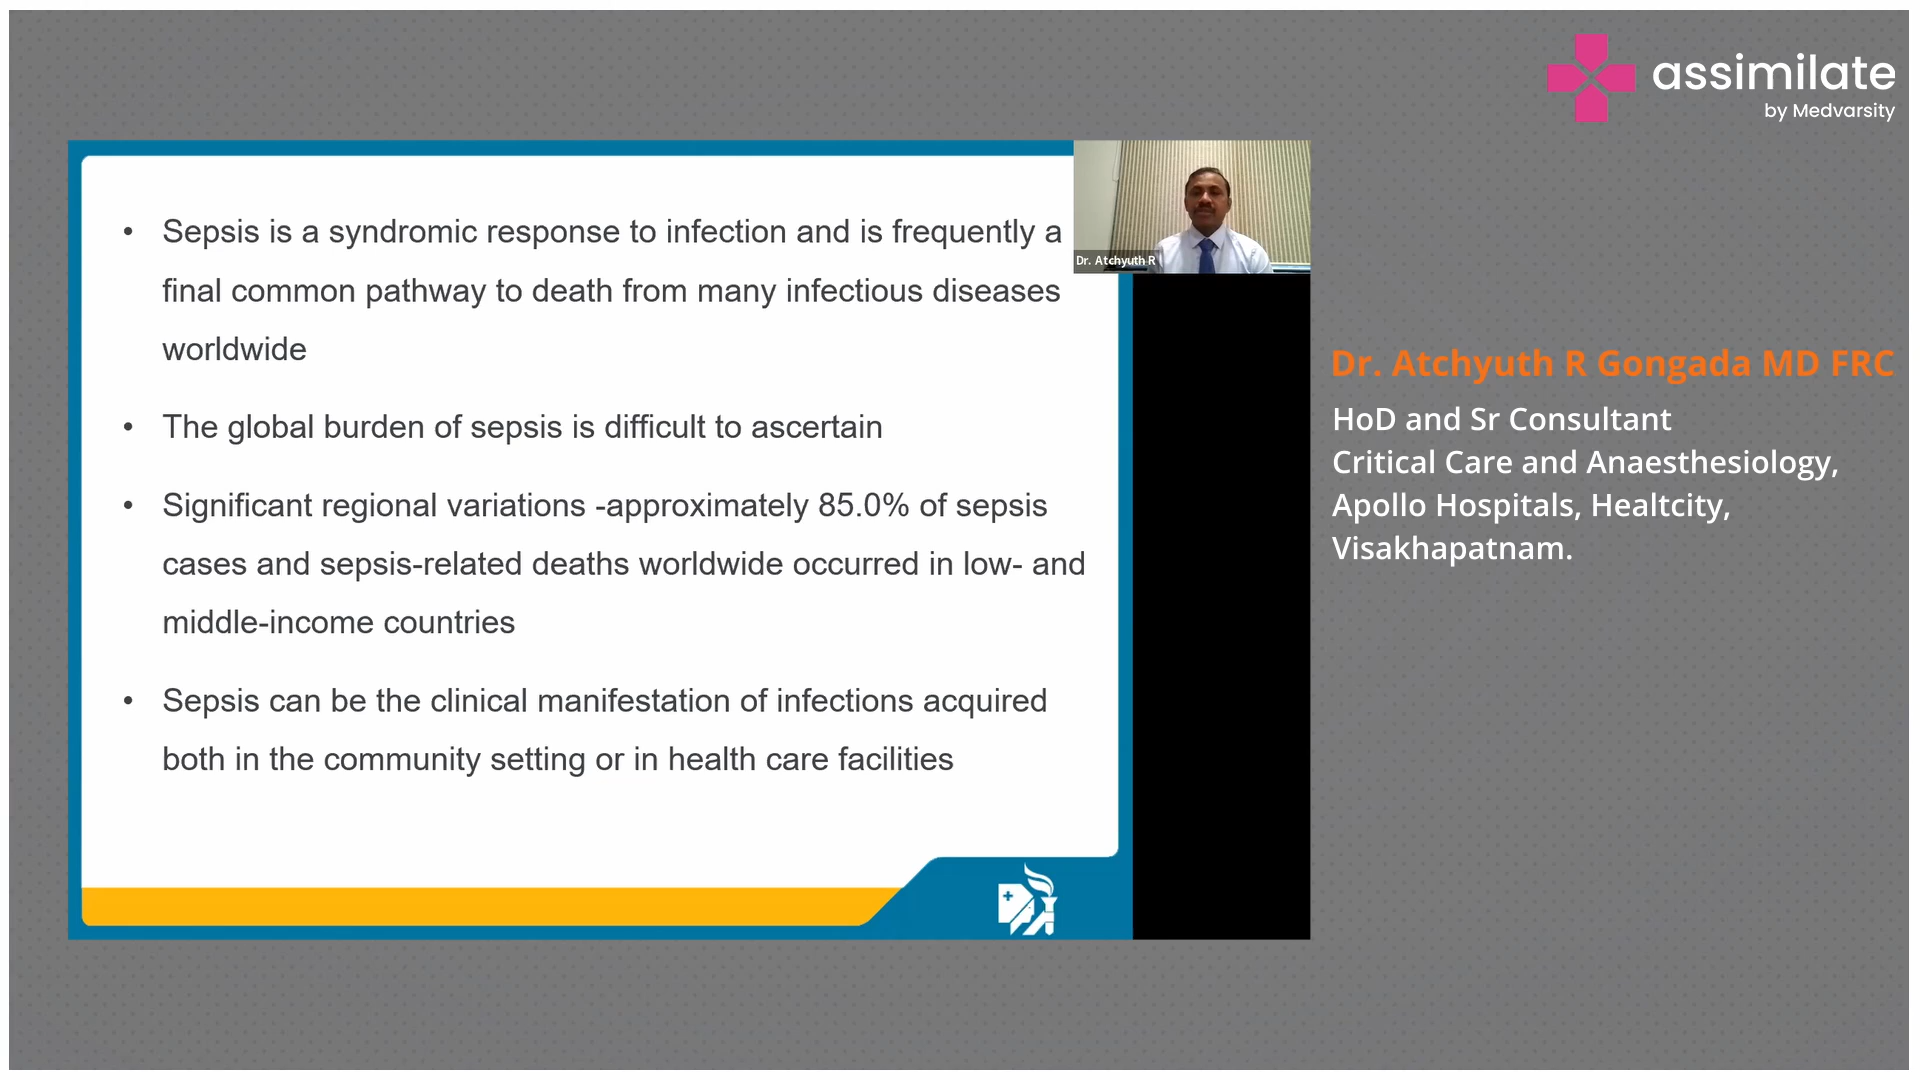 assimilate
by Medvarsity
• Sepsis is a syndromic response to infection and is frequently a
final common pathway to death from many infectious diseases
worldwide
• The global burden of sepsis is difficult to ascertain
• Significant regional variations -approximately 85.0% of sepsis
cases and sepsis-related deaths worldwide occurred in low- and
middle-income countries
• Sepsis can be the clinical manifestation of infections acquired
both in the community setting or in health care facilities
Dr. Atchyuth R
Dr. Atchyuth R Gongada MD FRC
HoD and Sr Consultant
Critical Care and Anaesthesiology,
Apollo Hospitals, Healtcity,
Visakhapatnam.